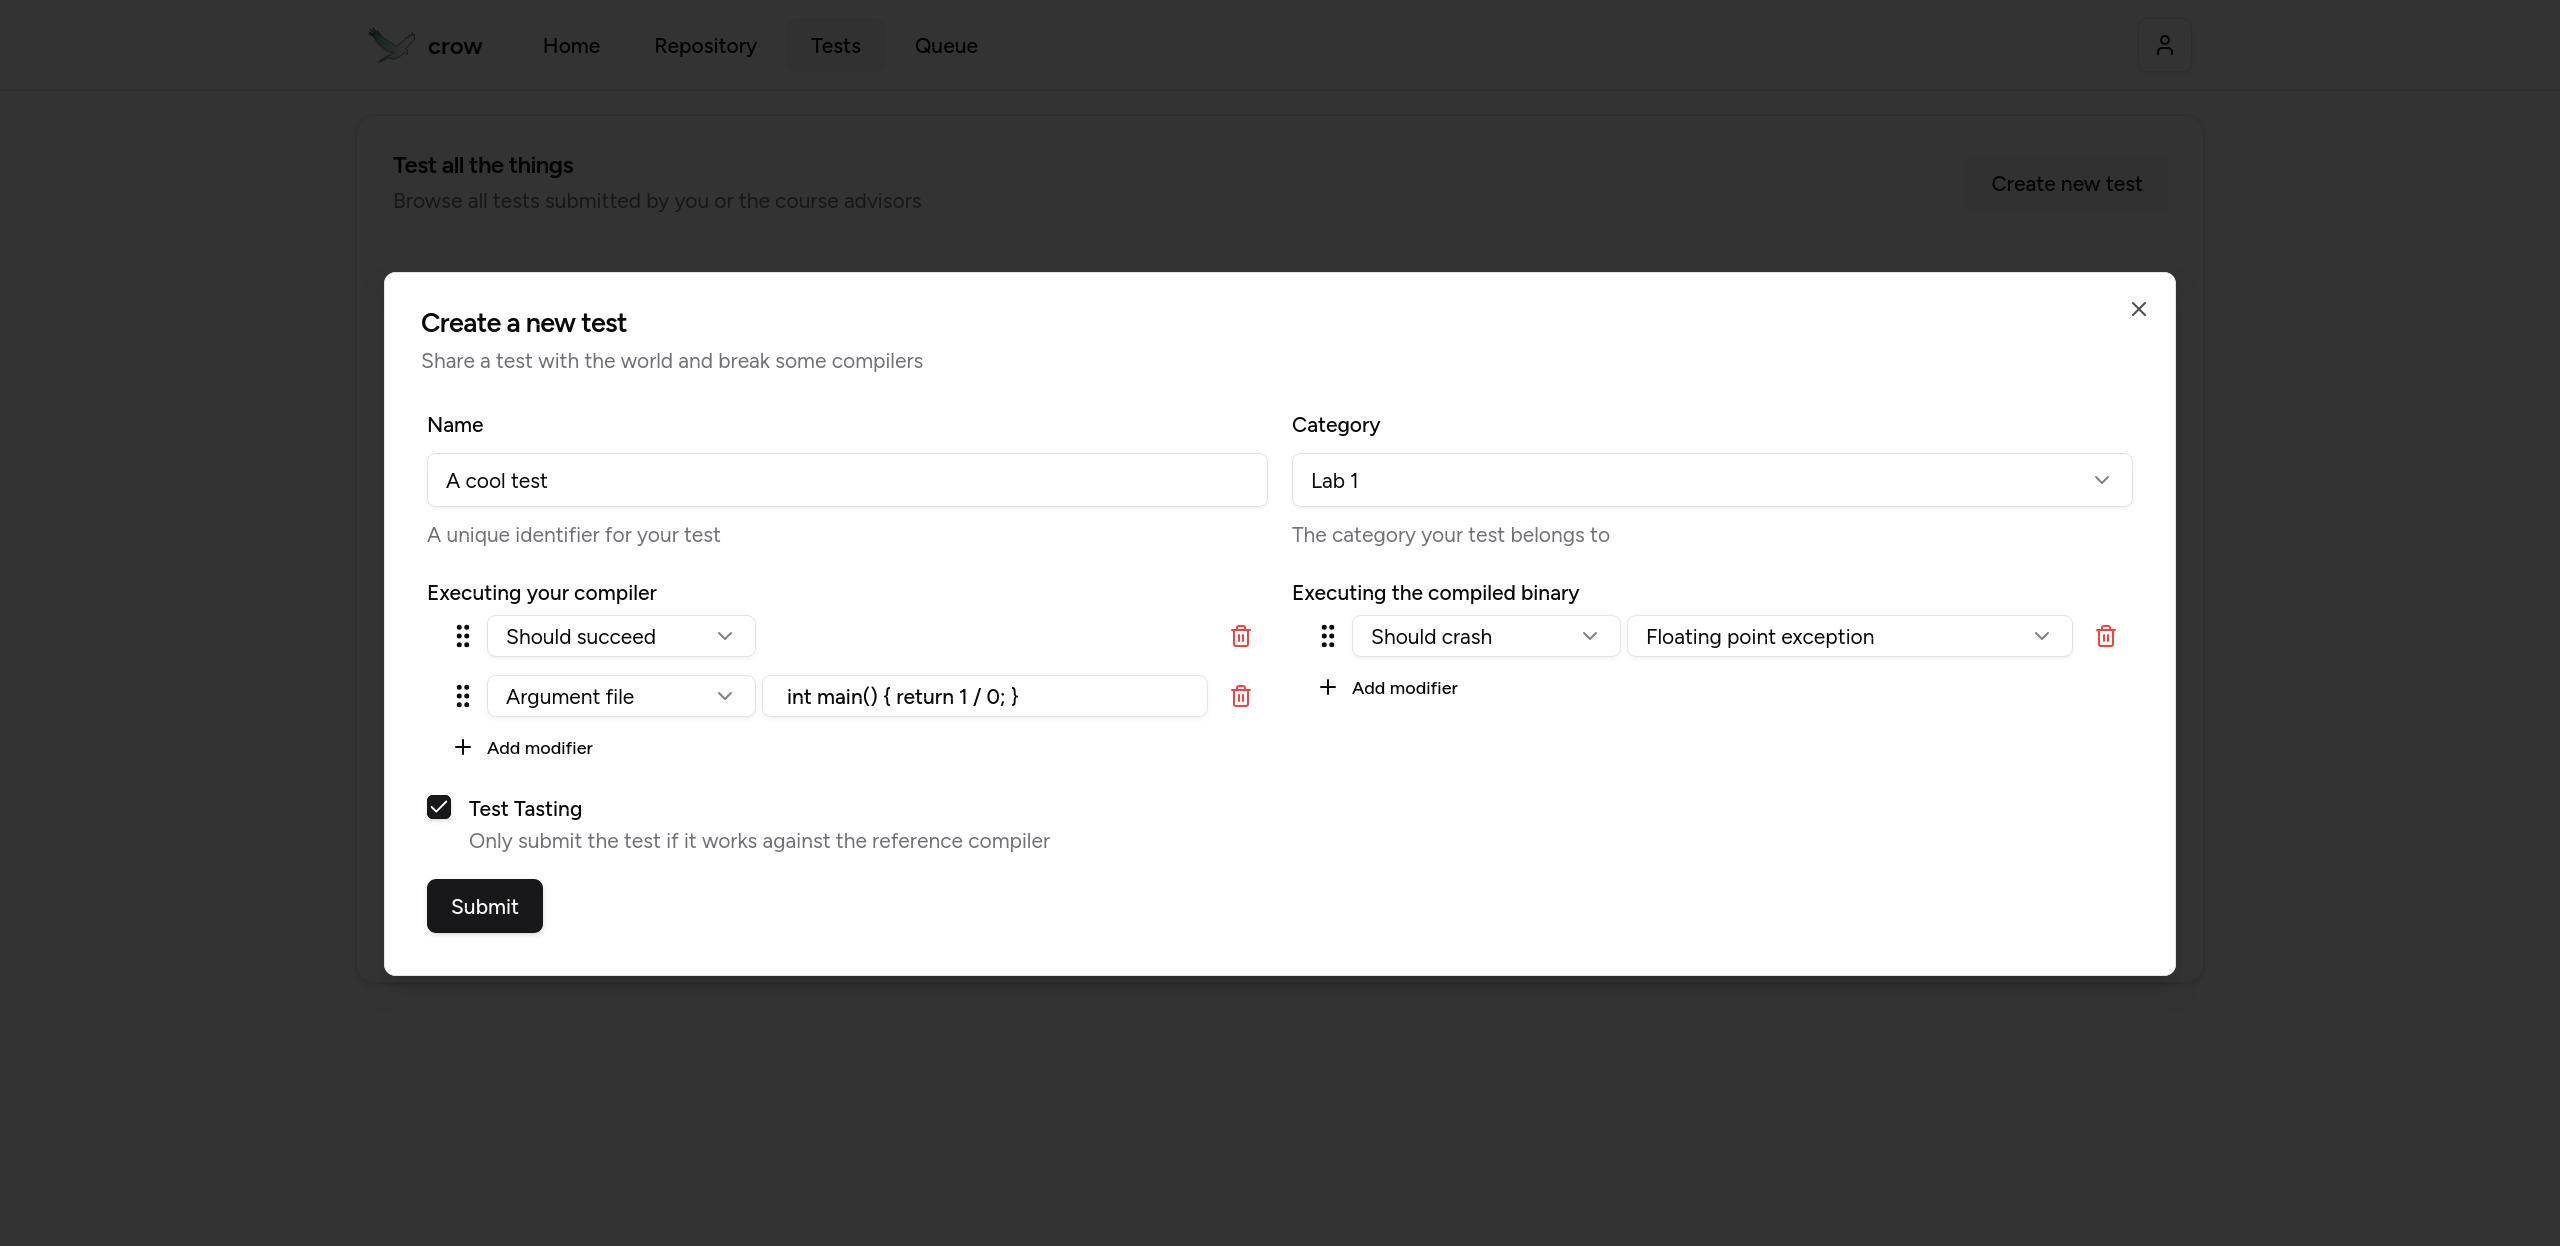 crow
Home
Repository
Tests
Queue
Test all the things
Browse all tests submitted by you or the course advisors
Create new test
Create a new test
Share a test with the world and break some compilers
Name
A cool test
A unique identifier for your test
Category
Lab 1
The category your test belongs to
Executing your compiler
Should succeed
Argument file
int main() { return 1 / 0; }
Add modifier
Executing the compiled binary
Should crash
Floating point exception
Add modifier
Test Tasting
Only submit the test if it works against the reference compiler
Submit